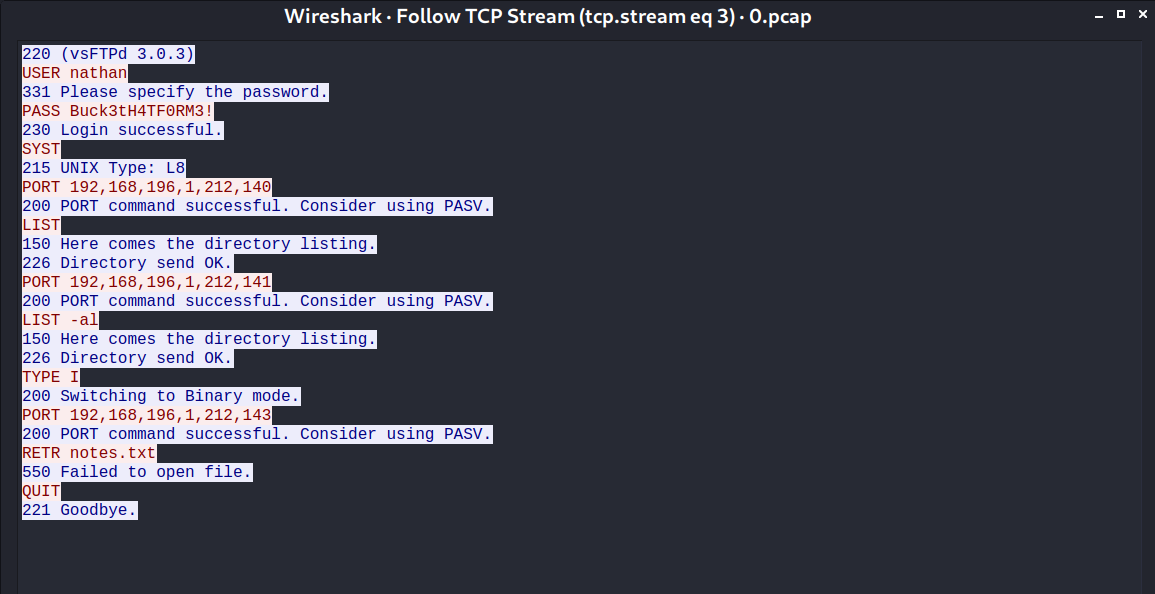 Wireshark · Follow TCP Stream (tcp.stream eq 3) · 0.pcap
220 (vsFTPd 3.0.3)
USER nathan
331 Please specify the password.
PASS Buck3tH4TF0RM3!
230 Login successful.
SYST
215 UNIX Type: L8
PORT 192,168,196,1,212,140
200 PORT command successful. Consider using PASV.
LIST
150 Here comes the directory listing.
226 Directory send OK.
PORT 192,168,196,1,212,141
200 PORT command successful. Consider using PASV.
LIST -al
150 Here comes the directory listing.
226 Directory send OK.
TYPE I
200 Switching to Binary mode.
PORT 192,168,196,1,212,143
200 PORT command successful. Consider using PASV.
RETR notes.txt
550 Failed to open file.
QUIT
221 Goodbye.